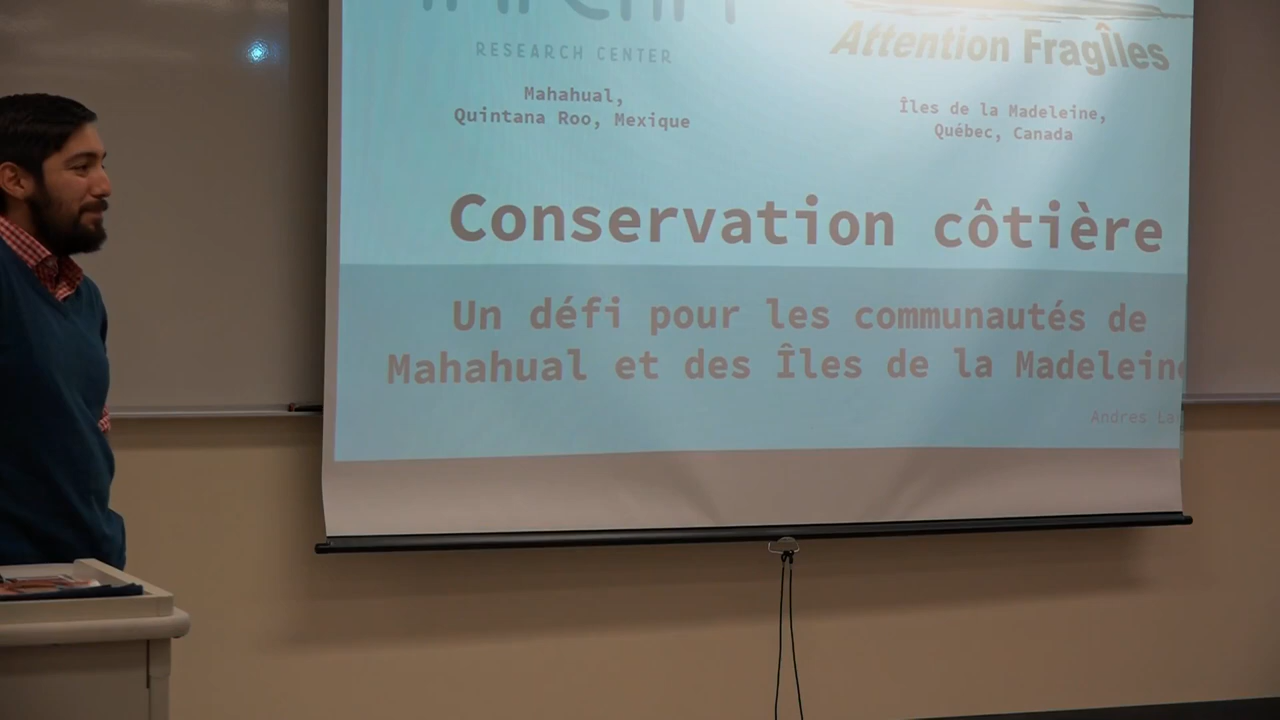 RESEARCH CENTER
Attention FragÎles
Mahahual,
Quintana Roo, Mexique
Îles de la Madeleine,
Québec, Canada
Conservation côtière
Un défi pour les communautés de
Mahahual et des Îles de la Madeleine
Andres